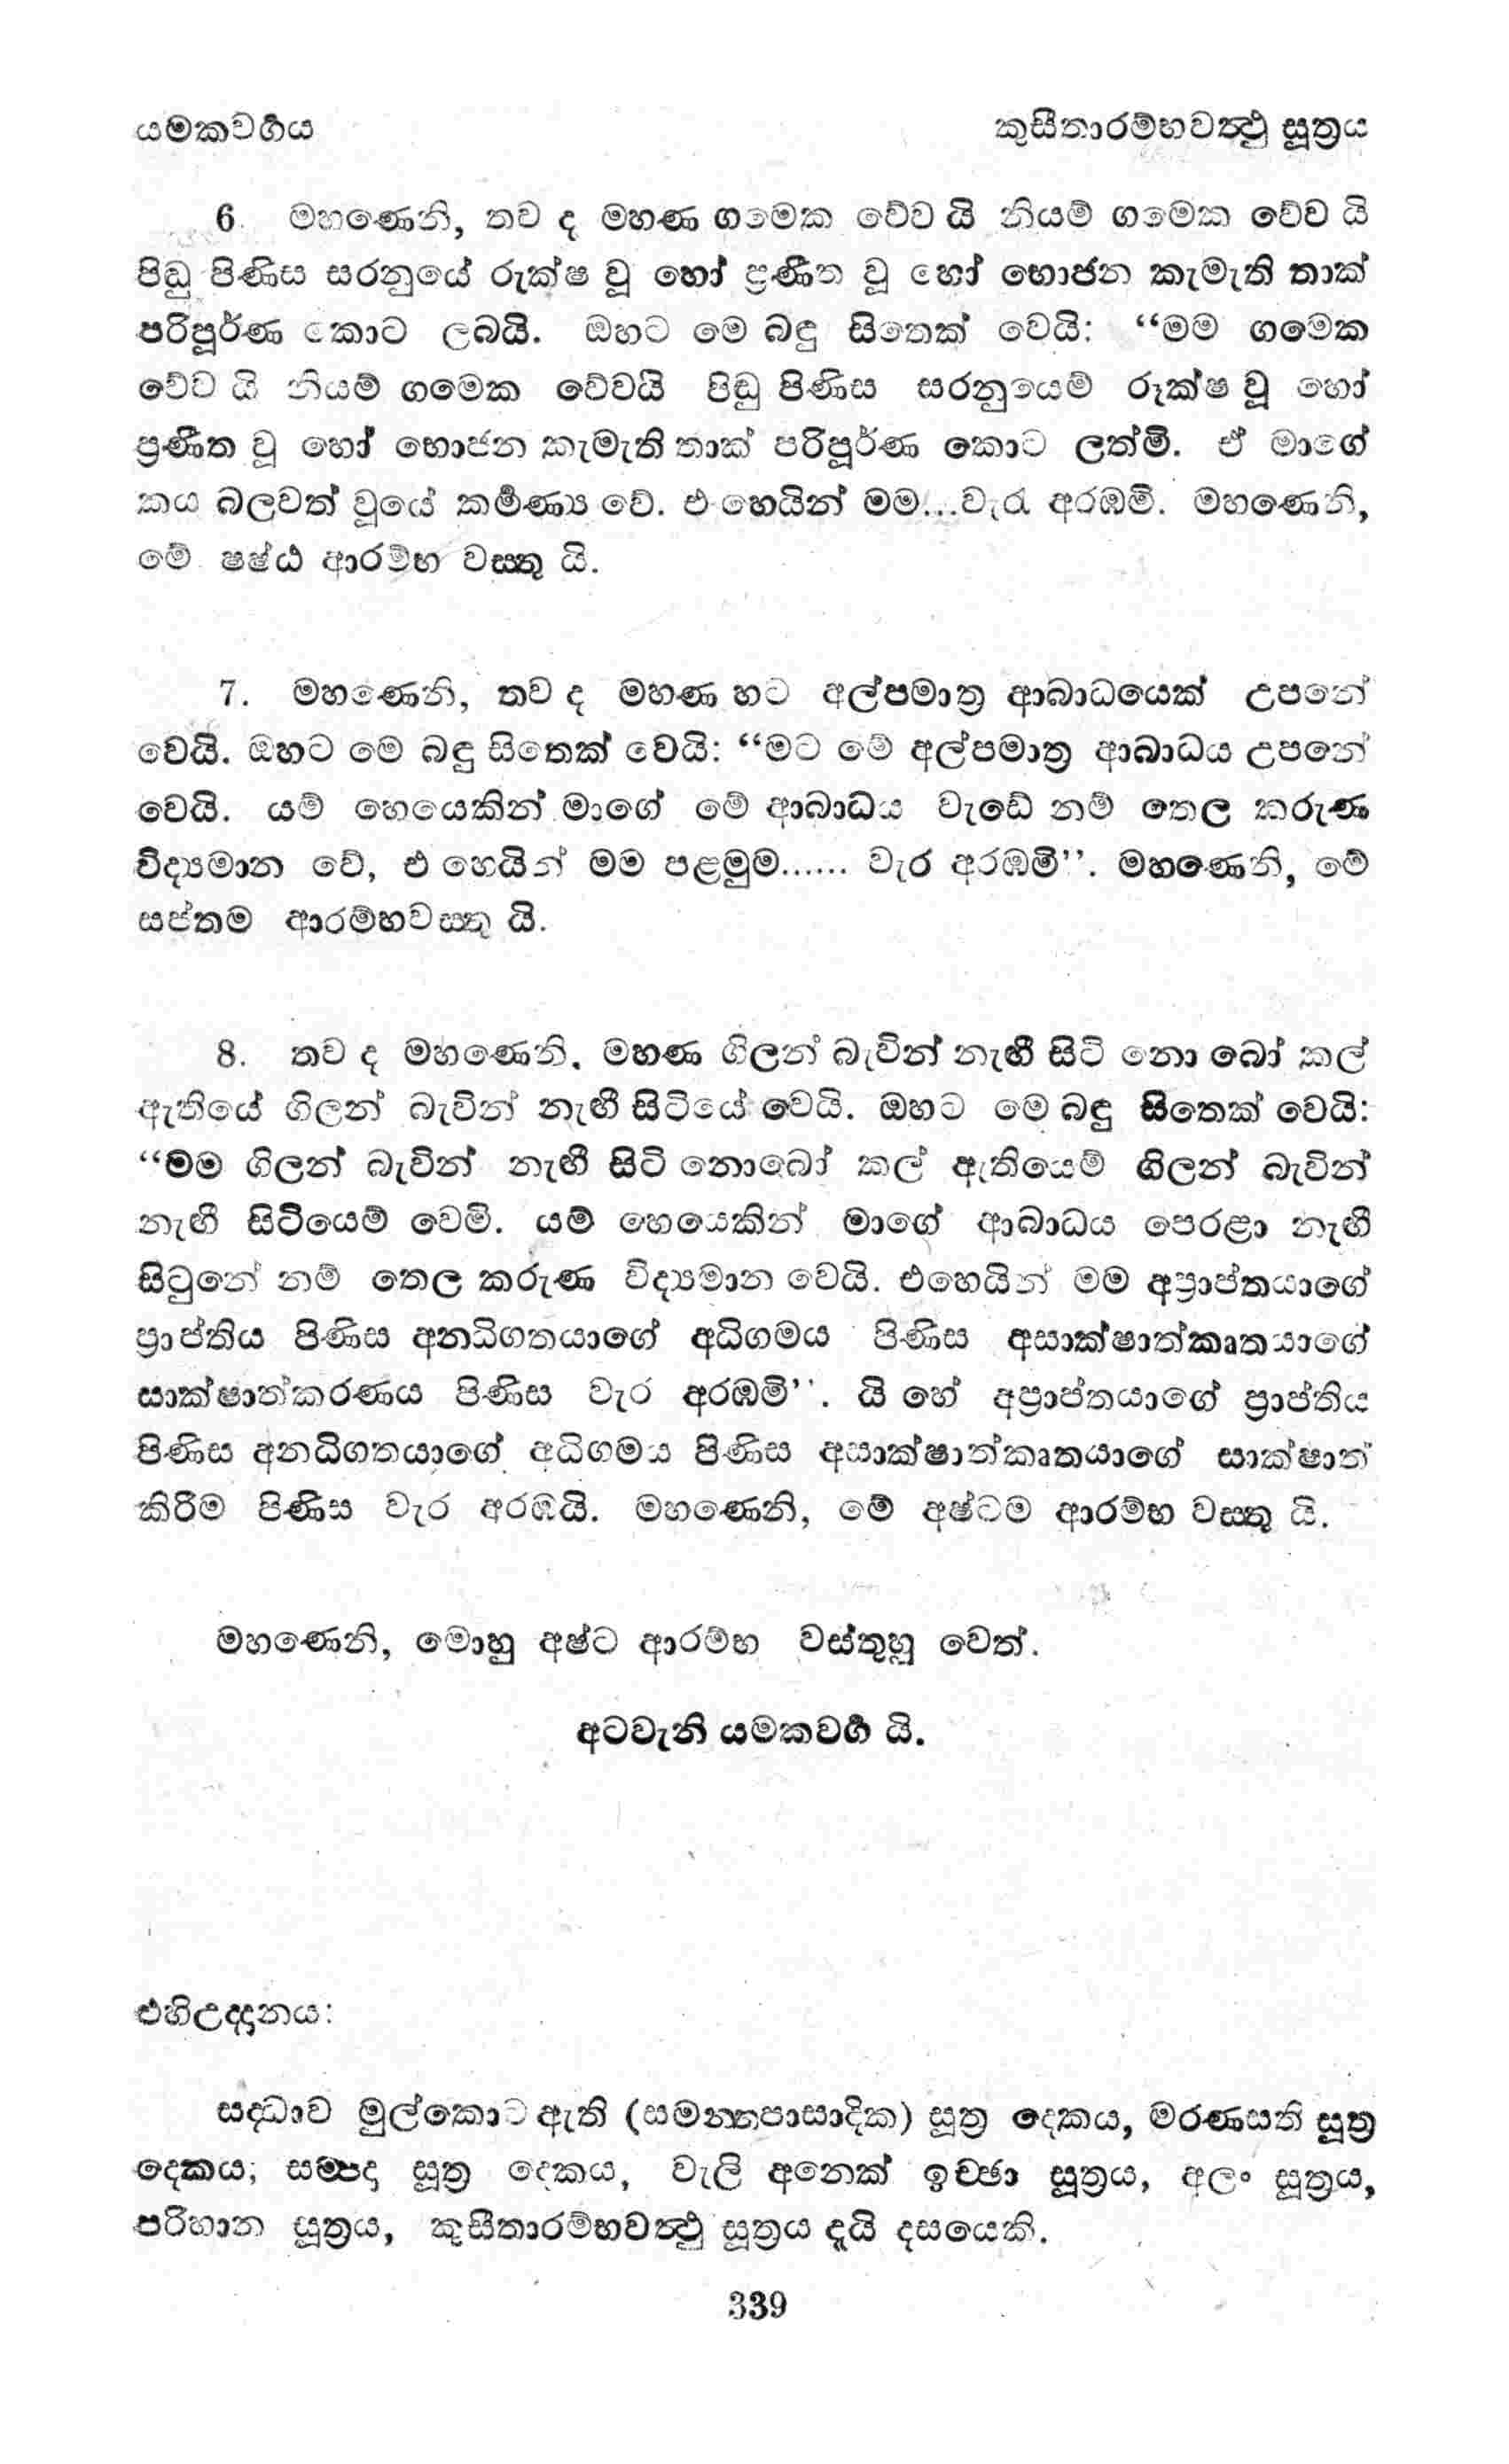 යමකවර්‍ගය
කුසීතාරම්භවත්‍ථු සූත්‍රය
6. මහණෙනි, තව ද මහණ ගමෙක වේව යි නියම් ගමෙක වේව යි
පිඬු පිණිස සරනුයේ රූක්ෂ වූ හෝ ප්‍රණීත වූ හෝ භොජන කැමැති තාක්
පරිපූර්ණ කොට ලබයි. ඔහට මෙ බඳු සිතෙක් වෙයි: “මම ගමෙක
වේව යි නියම් ගමෙක වේවයි පිඬු පිණිස සරනුයෙම් රූක්ෂ වූ හෝ
ප්‍රණීත වූ හෝ භොජන කැමැති තාක් පරිපූර්ණ කොට ලත්මි. ඒ මාගේ
කය බලවත් වූයේ කර්‍මණ්‍ය වේ. එ හෙයින් මම...වැර අරඹමි. මහණෙනි,
මේ ෂෂ්ඨ ආරම්භ වස්තු යි.
7. මහණෙනි, තව ද මහණ හට අල්පමාත්‍ර ආබාධයෙක් උපනේ
වෙයි. ඔහට මෙ බඳු සිතෙක් වෙයි: “මට මේ අල්පමාත්‍ර ආබාධය උපනේ
වෙයි. යම් හෙයෙකින් මාගේ මේ ආබාධය වැඩේ නම් තෙල කරුණ
විද්‍යමාන වේ, එ හෙයින් මම පළමුම...... වැර අරඹමි’’. මහණෙනි, මේ
සප්තම ආරම්භවස්තු යි.
8. තව ද මහණෙනි, මහණ ගිලන් බැවින් නැඟී සිටි නො බෝ කල්
ඇතියේ ගිලන් බැවින් නැඟී සිටියේ වෙයි. ඔහට මෙ බඳු සිතෙක් වෙයි:
“මම ගිලන් බැවින් නැඟී සිටි නොබෝ කල් ඇතියෙම් ගිලන් බැවින්
නැඟී සිටියෙම් වෙමි. යම් හෙයෙකින් මාගේ ආබාධය පෙරළා නැඟී
සිටුනේ නම් තෙල කරුණ විද්‍යමාන වෙයි. එහෙයින් මම අප්‍රාප්තයාගේ
ප්‍රාප්තිය පිණිස අනධිගතයාගේ අධිගමය පිණිස අසාක්ෂාත්කෘතයාගේ
සාක්ෂාත්කරණය පිණිස වැර අරඹමි’’. යි හේ අප්‍රාප්තයාගේ ප්‍රාප්තිය
පිණිස අනධිගතයාගේ අධිගමය පිණිස අසාක්ෂාත්කෘතයාගේ සාක්ෂාත්
කිරීම පිණිස වැර අරඹයි. මහණෙනි, මේ අෂ්ටම ආරම්භ වස්තු යි.
මහණෙනි, මොහු අෂ්ට ආරම්භ වස්තුහු වෙත්.
අටවැනි යමකවර්‍ග යි.
එහිඋද්‍දානය:
සද්‍ධාව මුල්කොට ඇති (සමන්‍තපාසාදික) සූත්‍ර දෙකය, මරණසති සූත්‍ර
දෙකය; සම්පදා සූත්‍ර දෙකය, වැලි අනෙක් ඉච්ඡා සූත්‍රය, අලං සූත්‍රය,
පරිහාන සූත්‍රය, කුසීතාරම්භවත්‍ථු සූත්‍රය දැයි දසයෙකි.
339